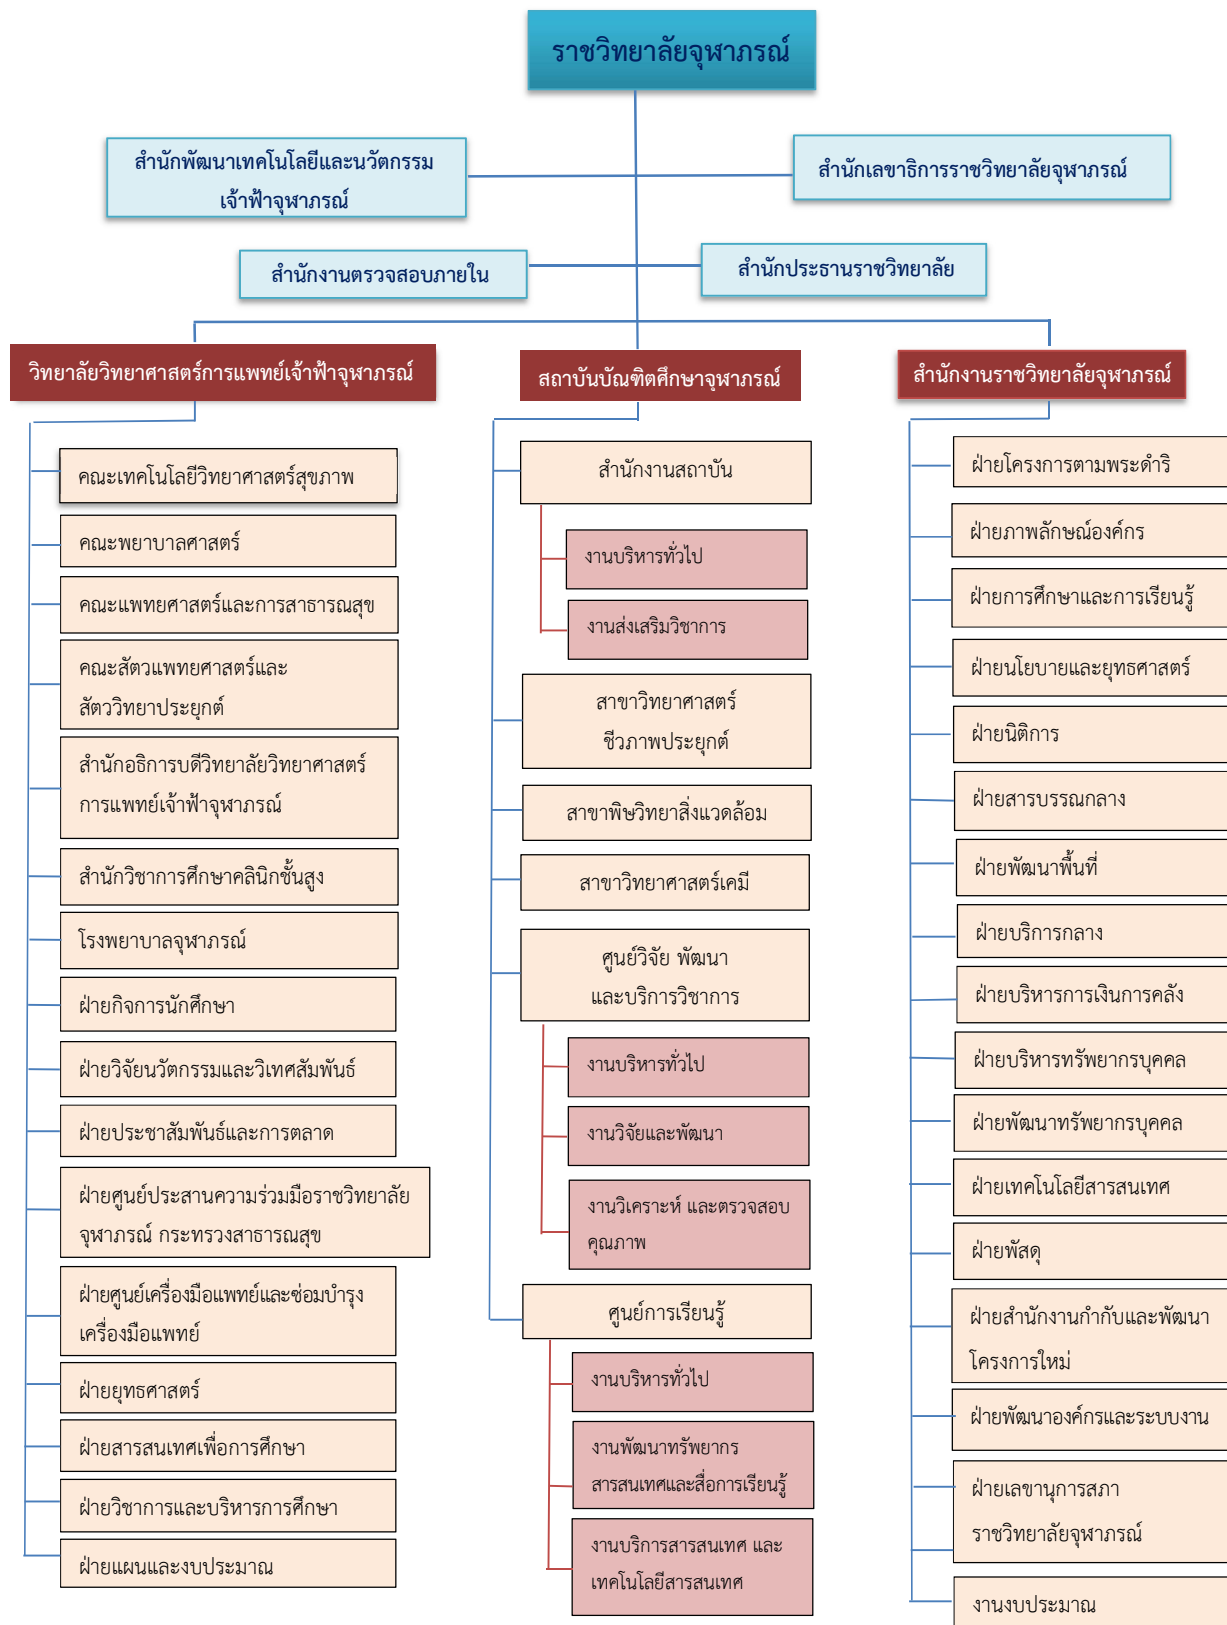 ราชวิทยาลัยจุฬาภรณ์
สำนักพัฒนาเทคโนโลยีและนวัตกรรม
เจ้าฟ้าจุฬาภรณ์
สำนักเลขาธิการราชวิทยาลัยจุฬาภรณ์
สำนักงานตรวจสอบภายใน
สำนักประธานราชวิทยาลัย
วิทยาลัยวิทยาศาสตร์การแพทย์เจ้าฟ้าจุฬาภรณ์
คณะเทคโนโลยีวิทยาศาสตร์สุขภาพ
คณะพยาบาลศาสตร์
คณะแพทยศาสตร์และการสาธารณสุข
คณะสัตวแพทยศาสตร์และ
สัตววิทยาประยุกต์
สำนักอธิการบดีวิทยาลัยวิทยาศาสตร์
การแพทย์เจ้าฟ้าจุฬาภรณ์
สำนักวิชาการศึกษาคลินิกชั้นสูง
โรงพยาบาลจุฬาภรณ์
ฝ่ายกิจการนักศึกษา
ฝ่ายวิจัยนวัตกรรมและวิเทศสัมพันธ์
ฝ่ายประชาสัมพันธ์และการตลาด
ฝ่ายศูนย์ประสานความร่วมมือราชวิทยาลัย
จุฬาภรณ์ กระทรวงสาธารณสุข
ฝ่ายศูนย์เครื่องมือแพทย์และซ่อมบำรุง
เครื่องมือแพทย์
ฝ่ายยุทธศาสตร์
ฝ่ายสารสนเทศเพื่อการศึกษา
ฝ่ายวิชาการและบริหารการศึกษา
ฝ่ายแผนและงบประมาณ
สถาบันบัณฑิตศึกษาจุฬาภรณ์
สำนักงานสถาบัน
งานบริหารทั่วไป
งานส่งเสริมวิชาการ
สาขาวิทยาศาสตร์
ชีวภาพประยุกต์
สาขาพิษวิทยาสิ่งแวดล้อม
สาขาวิทยาศาสตร์เคมี
ศูนย์วิจัย พัฒนา
และบริการวิชาการ
งานบริหารทั่วไป
งานวิจัยและพัฒนา
งานวิเคราะห์ และตรวจสอบ
คุณภาพ
ศูนย์การเรียนรู้
งานบริหารทั่วไป
งานพัฒนาทรัพยากร
สารสนเทศและสื่อการเรียนรู้
งานบริการสารสนเทศ และ
เทคโนโลยีสารสนเทศ
สำนักงานราชวิทยาลัยจุฬาภรณ์
ฝ่ายโครงการตามพระดำริ
ฝ่ายภาพลักษณ์องค์กร
ฝ่ายการศึกษาและการเรียนรู้
ฝ่ายนโยบายและยุทธศาสตร์
ฝ่ายนิติการ
ฝ่ายสารบรรณกลาง
ฝ่ายพัฒนาพื้นที่
ฝ่ายบริการกลาง
ฝ่ายบริหารการเงินการคลัง
ฝ่ายบริหารทรัพยากรบุคคล
ฝ่ายพัฒนาทรัพยากรบุคคล
ฝ่ายเทคโนโลยีสารสนเทศ
ฝ่ายพัสดุ
ฝ่ายสำนักงานกำกับและพัฒนา
โครงการใหม่
ฝ่ายพัฒนาองค์กรและระบบงาน
ฝ่ายเลขานุการสภา
ราชวิทยาลัยจุฬาภรณ์
งานงบประมาณ